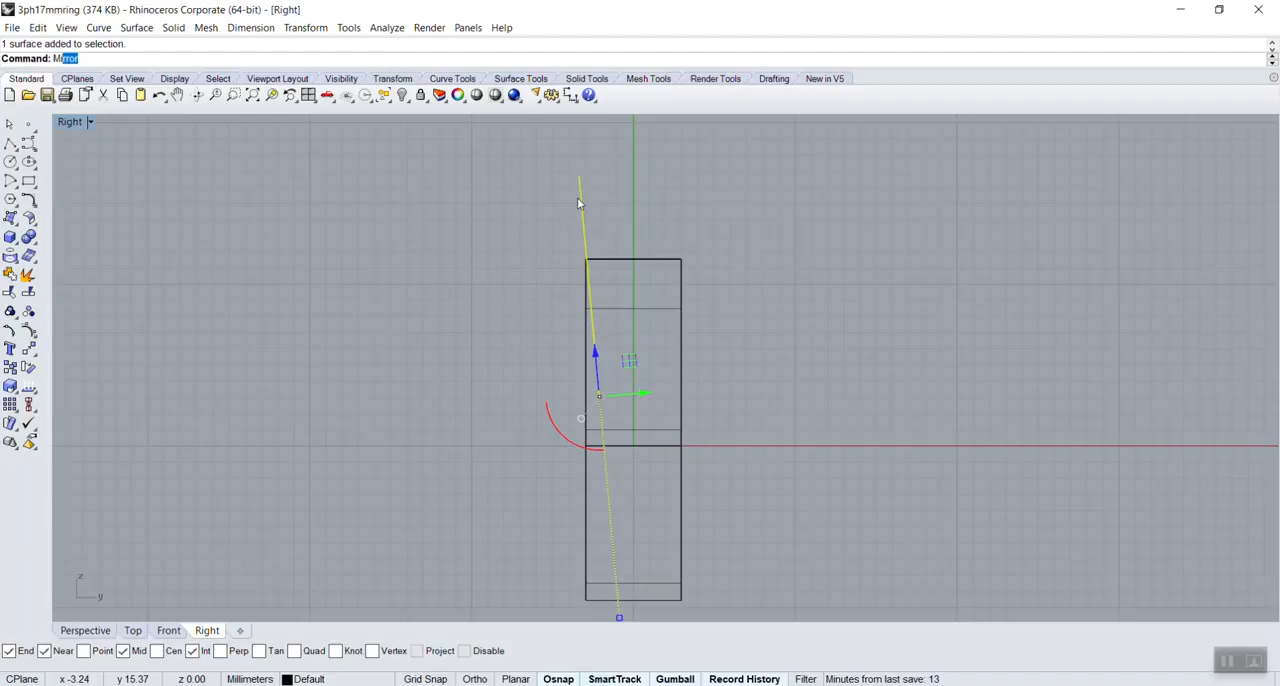 3ph17mmring (374 KB) - Rhinoceros Corporate (64-bit) - [Right]
File Edit View Curve Surface Solid Mesh Dimension Transform Tools Analyze Render Panels Help
1 surface added to selection.
Command: Mirror
Standard CPlanes Set View Display Select Viewport Layout Visibility Transform Curve Tools Surface Tools Solid Tools Mesh Tools Render Tools Drafting New in V5
Right
z
y
Perspective Top Front Right
End Near Point Mid Cen Int Perp Tan Quad Knot Vertex Project Disable
CPlane x -3.24 y 15.37 z 0.00 Millimeters Default Grid Snap Ortho Planar Osnap SmartTrack Gumball Record History Filter Minutes from last save: 13